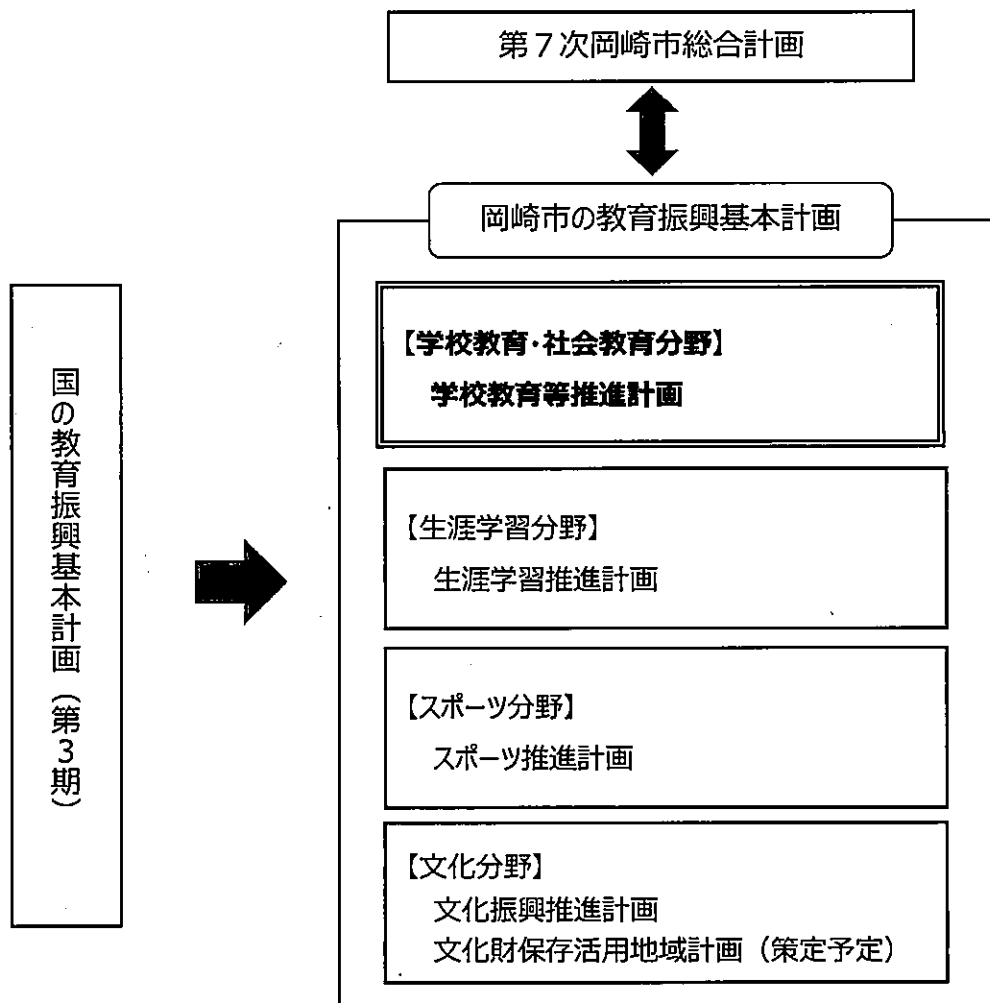 第7次岡崎市総合計画
岡崎市の教育振興基本計画
国の教育振興基本計画（第3期）
【学校教育・社会教育分野】
学校教育等推進計画
【生涯学習分野】
生涯学習推進計画
【スポーツ分野】
スポーツ推進計画
【文化分野】
文化振興推進計画
文化財保存活用地域計画（策定予定）